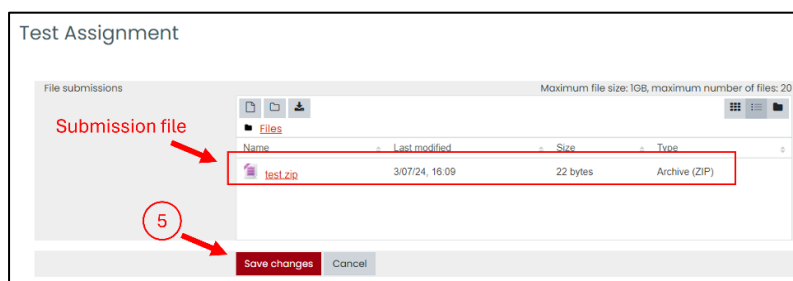 Test Assignment
File submissions
Maximum file size: 1GB, maximum number of files: 20
Files
Submission file
Name Last modified Size Type
test.zip 3/07/24, 16:09 22 bytes Archive (ZIP)
5
Save changes Cancel